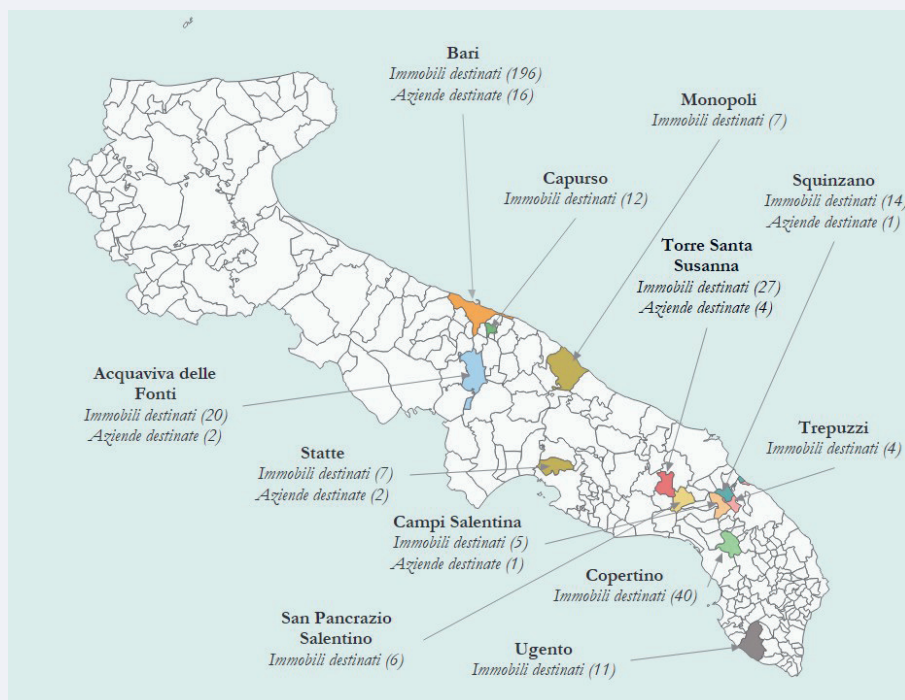 Bari
Immobili destinati (196)
Aziende destinate (16)
Monopoli
Immobili destinati (7)
Capurso
Immobili destinati (12)
Squinzano
Immobili destinati (14)
Aziende destinate (1)
Torre Santa
Susanna
Immobili destinati (27)
Aziende destinate (4)
Acquaviva delle
Fonti
Immobili destinati (20)
Aziende destinate (2)
Trepuzzi
Immobili destinati (4)
Statte
Immobili destinati (7)
Aziende destinate (2)
Campi Salentina
Immobili destinati (5)
Aziende destinate (1)
Copertino
Immobili destinati (40)
San Pancrazio
Salentino
Immobili destinati (6)
Ugento
Immobili destinati (11)